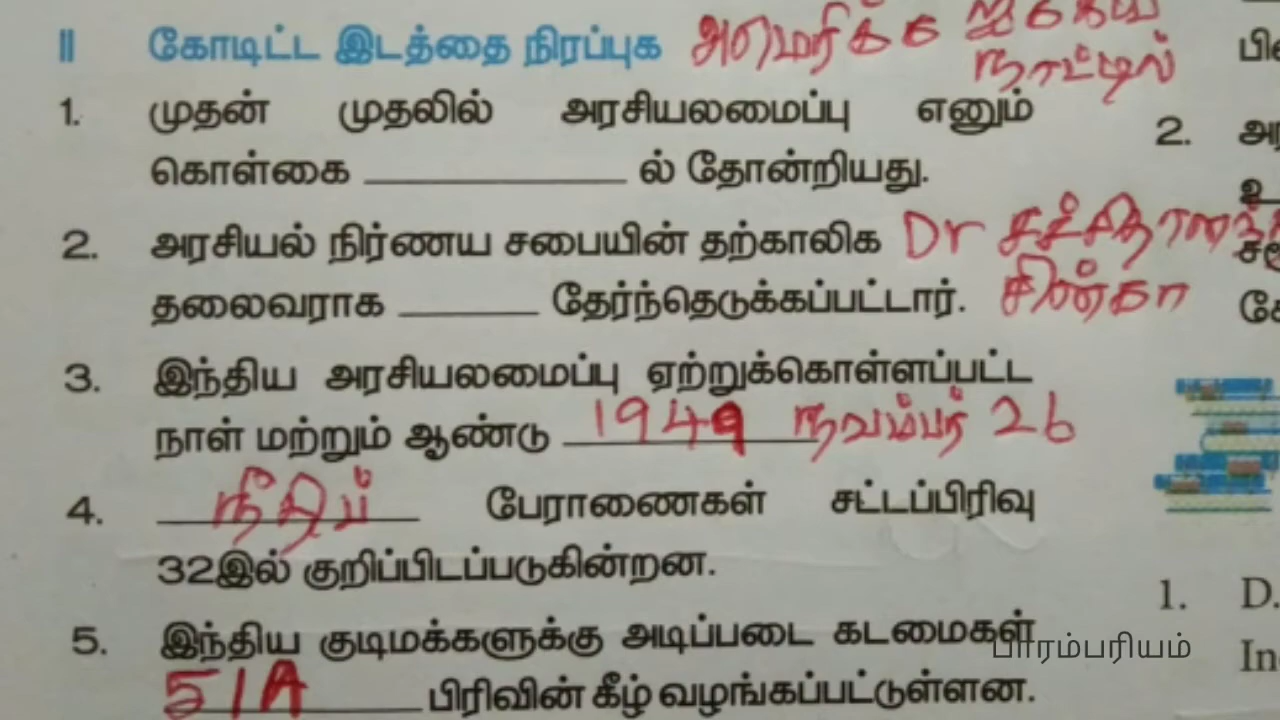 II கோடிட்ட இடத்தை நிரப்புக அமெரிக்க ஐக்கிய
நாட்டில்
1. முதன் முதலில் அரசியலமைப்பு எனும்
கொள்கை ____________ ல் தோன்றியது.
2. அரசியல் நிர்ணய சபையின் தற்காலிக Dr சச்சிதானந்த
தலைவராக ______ தேர்ந்தெடுக்கப்பட்டார். சின்கா
3. இந்திய அரசியலமைப்பு ஏற்றுக்கொள்ளப்பட்ட
நாள் மற்றும் ஆண்டு 1949 நவம்பர் 26
4. நீதிப் பேராணைகள் சட்டப்பிரிவு
32இல் குறிப்பிடப்படுகின்றன.
5. இந்திய குடிமக்களுக்கு அடிப்படை கடமைகள்
51A பிரிவின் கீழ் வழங்கப்பட்டுள்ளன.
2.
1. D.
In
பாரம்பரியம்